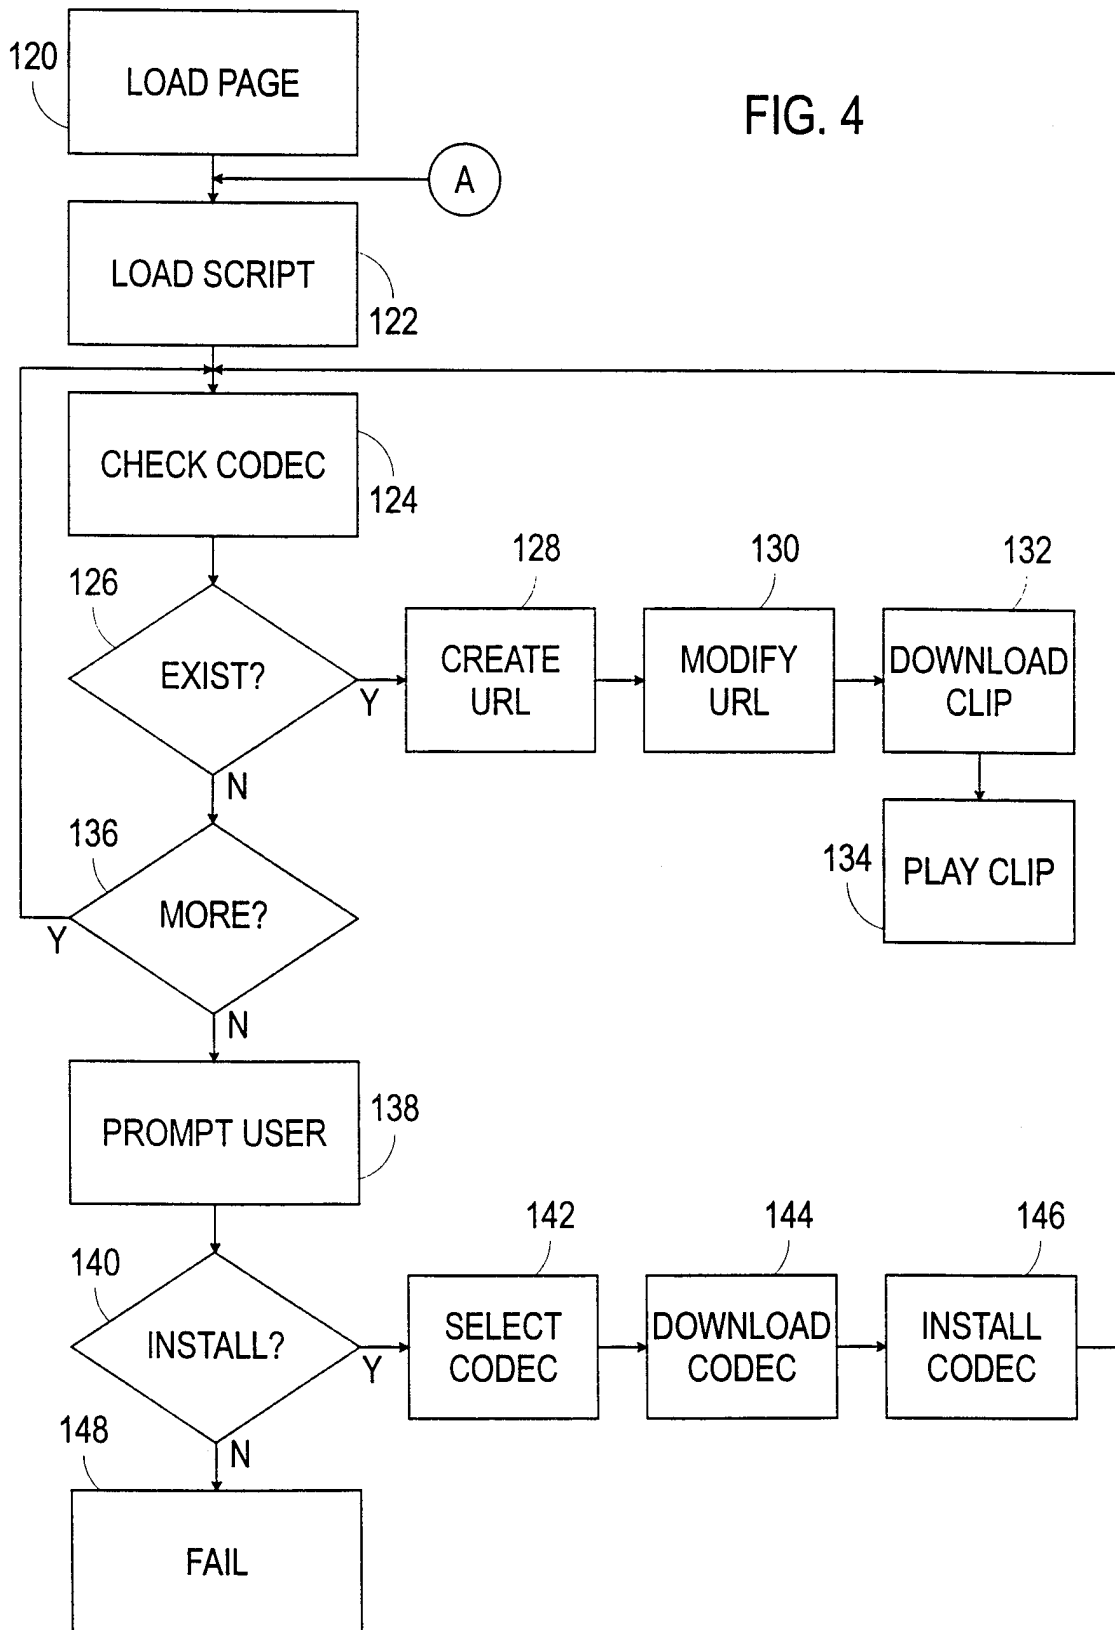 120
LOAD PAGE
FIG. 4
A
LOAD SCRIPT
122
CHECK CODEC
124
126
EXIST?
Y
N
128
CREATE
URL
130
MODIFY
URL
132
DOWNLOAD
CLIP
134
PLAY CLIP
136
MORE?
Y
N
PROMPT USER
138
140
INSTALL?
Y
N
142
SELECT
CODEC
144
DOWNLOAD
CODEC
146
INSTALL
CODEC
148
FAIL